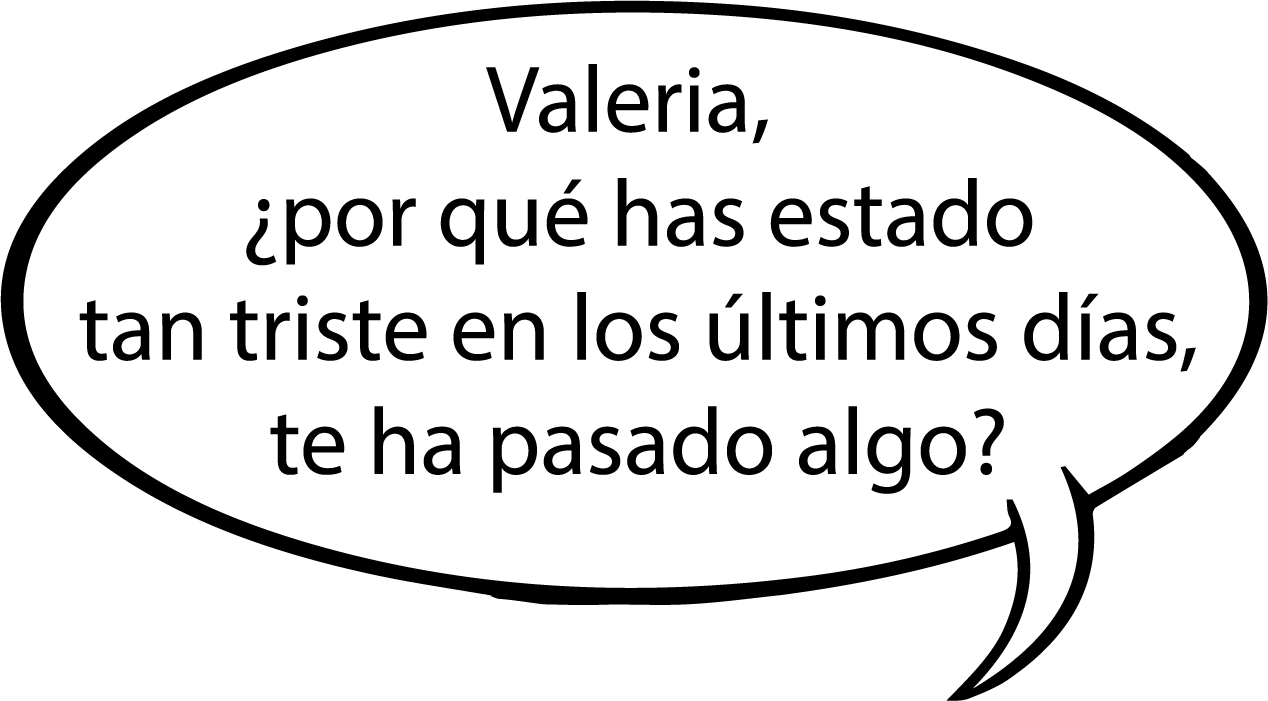 Valeria,
¿por qué has estado
tan triste en los últimos días,
te ha pasado algo?